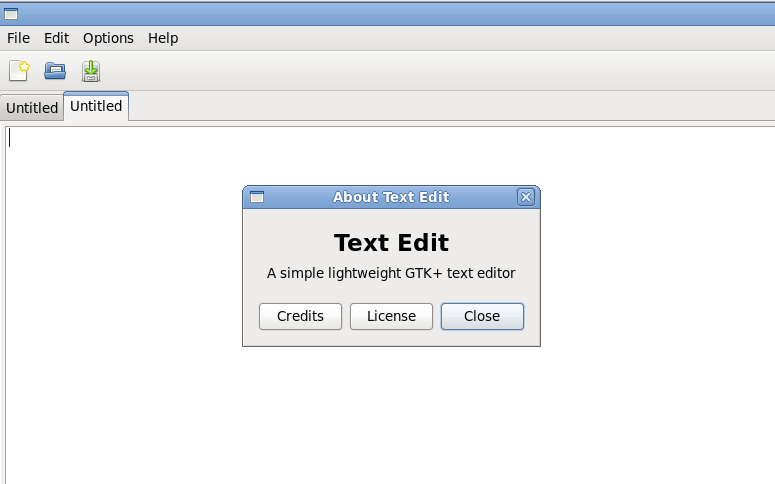 File Edit Options Help
Untitled Untitled
About Text Edit
Text Edit
A simple lightweight GTK+ text editor
Credits License Close